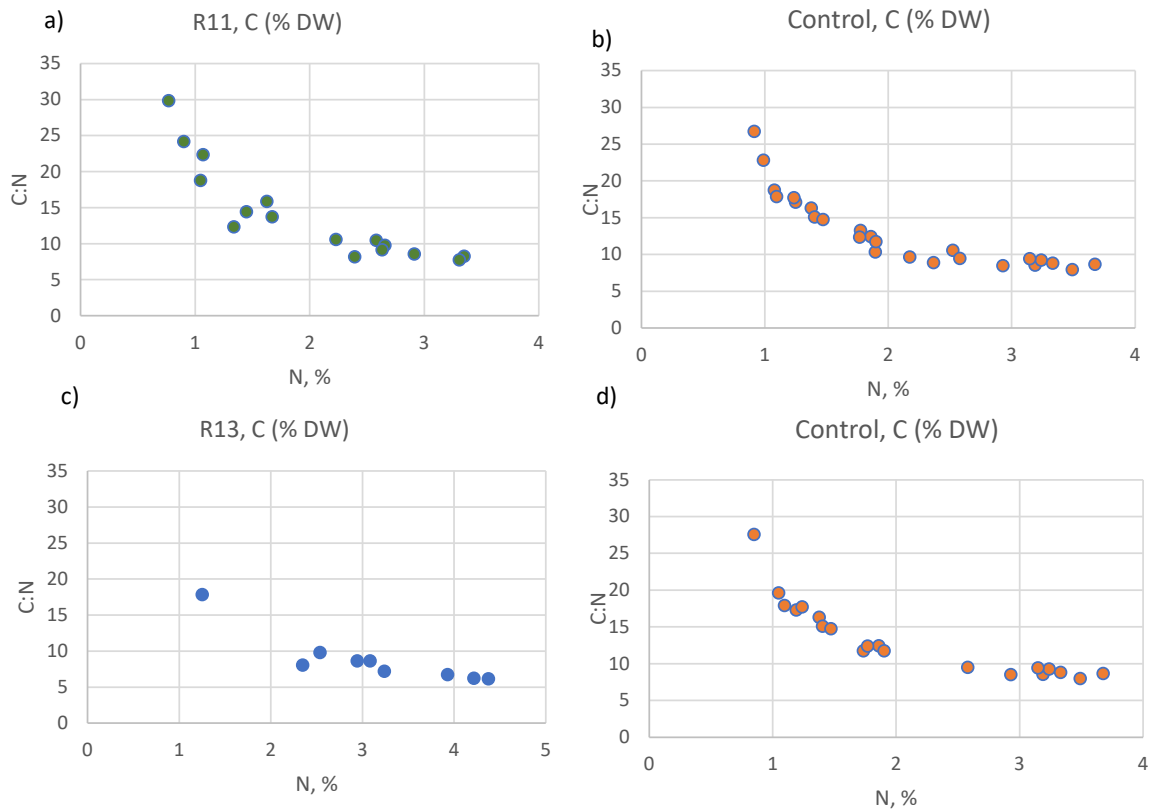 a)
R11, C (% DW)
35
30
25
20
15
10
5
0
C:N
0 1 2 3 4
N, %
b)
Control, C (% DW)
35
30
25
20
15
10
5
0
C:N
0 1 2 3 4
N, %
c)
R13, C (% DW)
35
30
25
20
15
10
5
0
C:N
0 1 2 3 4 5
N, %
d)
Control, C (% DW)
35
30
25
20
15
10
5
0
C:N
0 1 2 3 4
N, %